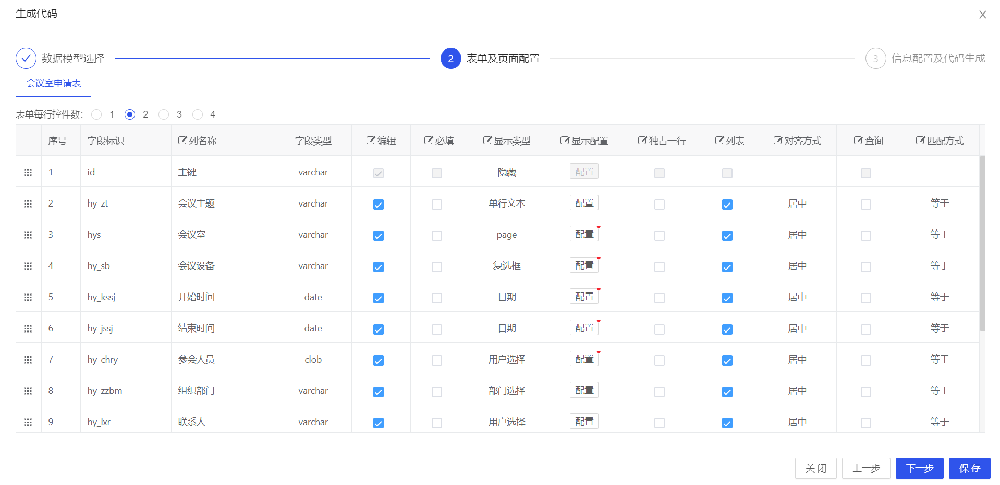 生成代码
数据模型选择 2 表单及页面配置 3 信息配置及代码生成
会议室申请表
表单每行控件数: 1 2 3 4
序号 字段标识 列名称 字段类型 编辑 必填 显示类型 显示配置 独占一行 列表 对齐方式 查询 匹配方式
1 id 主键 varchar 隐藏 配置
2 hy_zt 会议主题 varchar 单行文本 配置 居中 等于
3 hys 会议室 varchar page 配置 居中 等于
4 hy_sb 会议设备 varchar 复选框 配置 居中 等于
5 hy_kssj 开始时间 date 日期 配置 居中 等于
6 hy_jssj 结束时间 date 日期 配置 居中 等于
7 hy_chry 参会人员 clob 用户选择 配置 居中 等于
8 hy_zzbm 组织部门 varchar 部门选择 配置 居中 等于
9 hy_lxr 联系人 varchar 用户选择 配置 居中 等于
关闭 上一步 下一步 保存